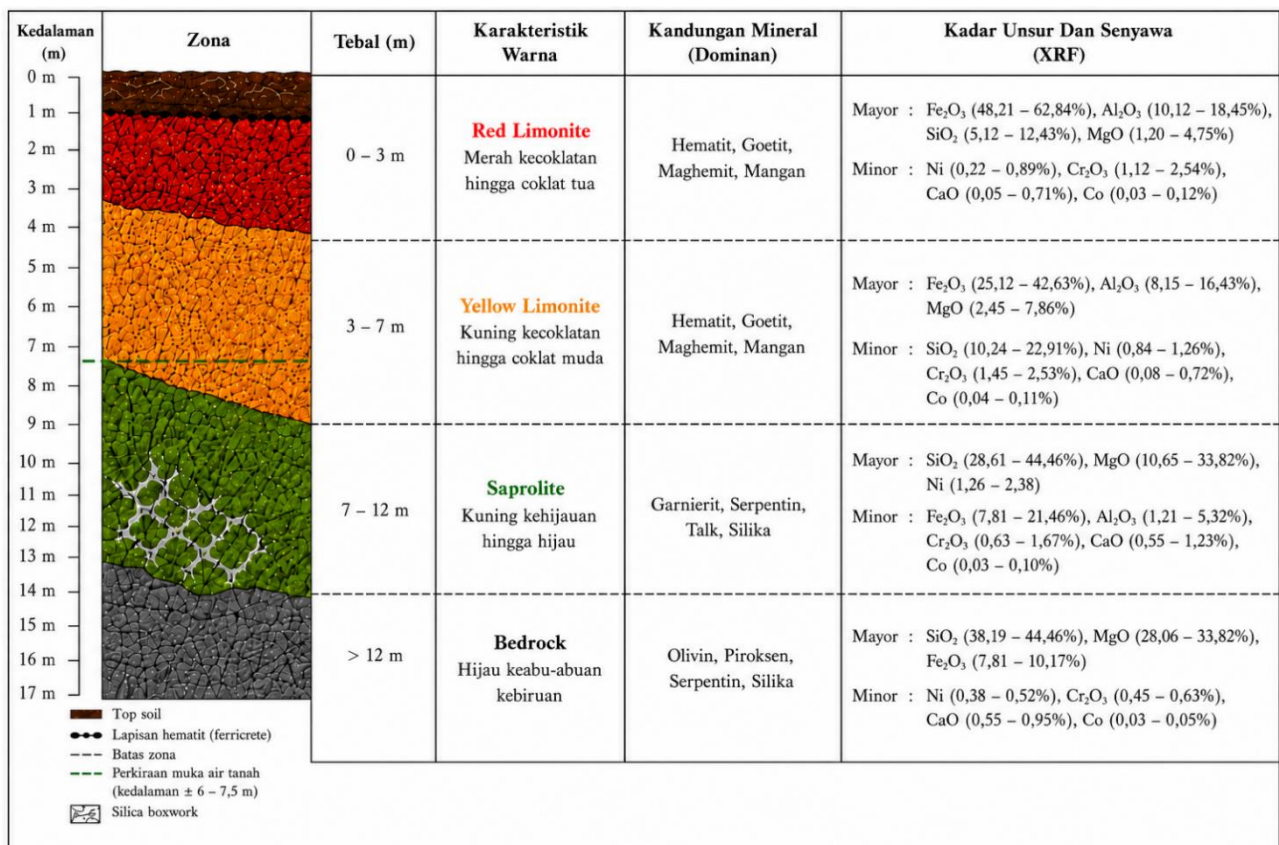 Kedalaman
(m)
Zona
Tebal (m)
Karakteristik
Warna
Kandungan Mineral
(Dominan)
Kadar Unsur Dan Senyawa
(XRF)
0 m
1 m
2 m
3 m
4 m
5 m
6 m
7 m
8 m
9 m
10 m
11 m
12 m
13 m
14 m
15 m
16 m
17 m
0 – 3 m
Red Limonite
Merah kecoklatan
hingga coklat tua
Hematit, Goetit,
Maghemit, Mangan
Mayor : Fe₂O₃ (48,21 – 62,84%), Al₂O₃ (10,12 – 18,45%),
SiO₂ (5,12 – 12,43%), MgO (1,20 – 4,75%)
Minor : Ni (0,22 – 0,89%), Cr₂O₃ (1,12 – 2,54%),
CaO (0,05 – 0,71%), Co (0,03 – 0,12%)
3 – 7 m
Yellow Limonite
Kuning kecoklatan
hingga coklat muda
Hematit, Goetit,
Maghemit, Mangan
Mayor : Fe₂O₃ (25,12 – 42,63%), Al₂O₃ (8,15 – 16,43%),
MgO (2,45 – 7,86%)
Minor : SiO₂ (10,24 – 22,91%), Ni (0,84 – 1,26%),
Cr₂O₃ (1,45 – 2,53%), CaO (0,08 – 0,72%),
Co (0,04 – 0,11%)
7 – 12 m
Saprolite
Kuning kehijauan
hingga hijau
Garnierit, Serpentin,
Talk, Silika
Mayor : SiO₂ (28,61 – 44,46%), MgO (10,65 – 33,82%),
Ni (1,26 – 2,38)
Minor : Fe₂O₃ (7,81 – 21,46%), Al₂O₃ (1,21 – 5,32%),
Cr₂O₃ (0,63 – 1,67%), CaO (0,55 – 1,23%),
Co (0,03 – 0,10%)
> 12 m
Bedrock
Hijau keabu-abuan
kebiruan
Olivin, Piroksen,
Serpentin, Silika
Mayor : SiO₂ (38,19 – 44,46%), MgO (28,06 – 33,82%),
Fe₂O₃ (7,81 – 10,17%)
Minor : Ni (0,38 – 0,52%), Cr₂O₃ (0,45 – 0,63%),
CaO (0,55 – 0,95%), Co (0,03 – 0,05%)
Top soil
Lapisan hematit (ferricrete)
Batas zona
Perkiraan muka air tanah
(kedalaman ± 6 – 7,5 m)
Silica boxwork